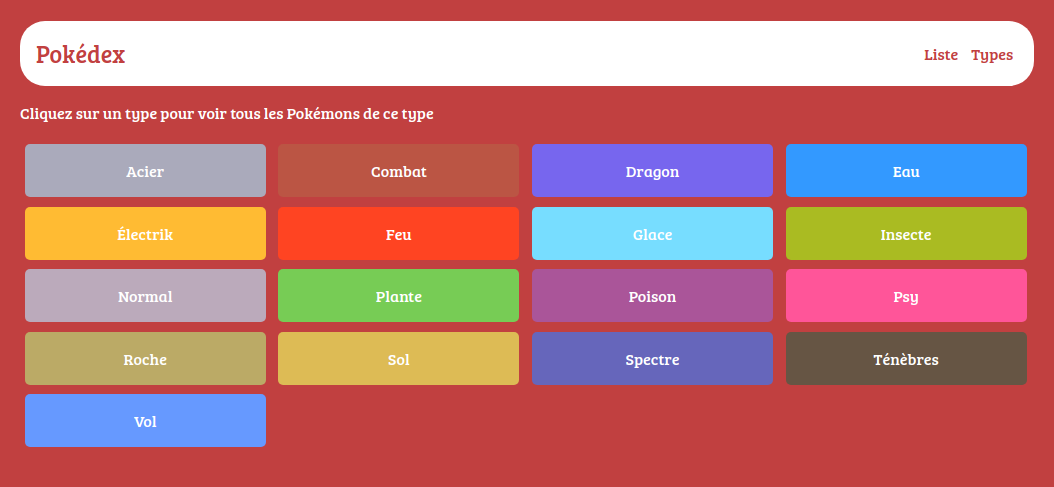 Pokédex
Liste Types
Cliquez sur un type pour voir tous les Pokémons de ce type
Acier Combat Dragon Eau
Électrik Feu Glace Insecte
Normal Plante Poison Psy
Roche Sol Spectre Ténèbres
Vol